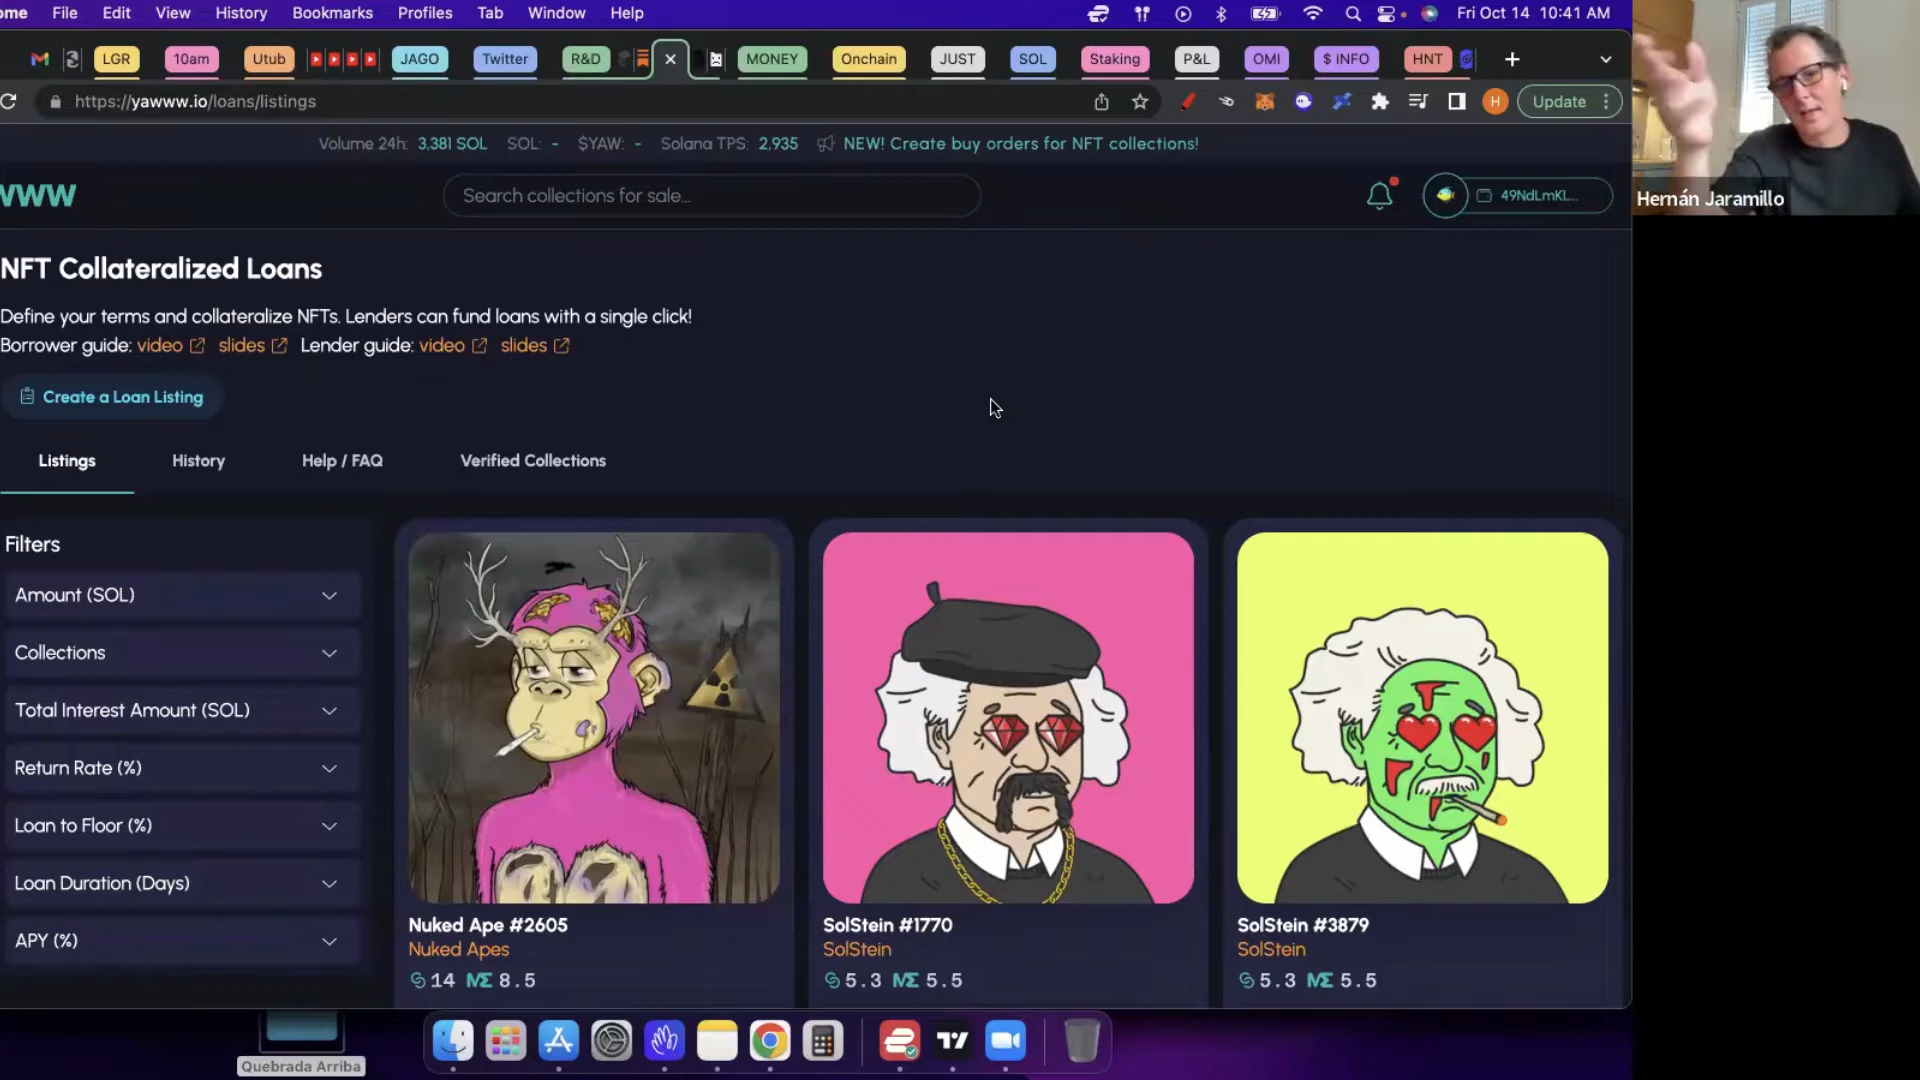 ome File Edit View History Bookmarks Profiles Tab Window Help Fri Oct 14 10:41 AM
LGR 10am Utub JAGO Twitter R&D MONEY Onchain JUST SOL Staking P&L OMI $ INFO HNT
https://yawww.io/loans/listings H Update
Volume 24h: 3,381 SOL SOL: - $YAW: - Solana TPS: 2,935 NEW! Create buy orders for NFT collections!
www Search collections for sale... 49NdLmKL...
Hernán Jaramillo
NFT Collateralized Loans
Define your terms and collateralize NFTs. Lenders can fund loans with a single click!
Borrower guide: video slides Lender guide: video slides
Create a Loan Listing
Listings History Help / FAQ Verified Collections
Filters
Amount (SOL)
Collections
Total Interest Amount (SOL)
Return Rate (%)
Loan to Floor (%)
Loan Duration (Days)
APY (%)
Nuked Ape #2605
Nuked Apes
14 ME 8.5
SolStein #1770
SolStein
5.3 ME 5.5
SolStein #3879
SolStein
5.3 ME 5.5
Quebrada Arriba